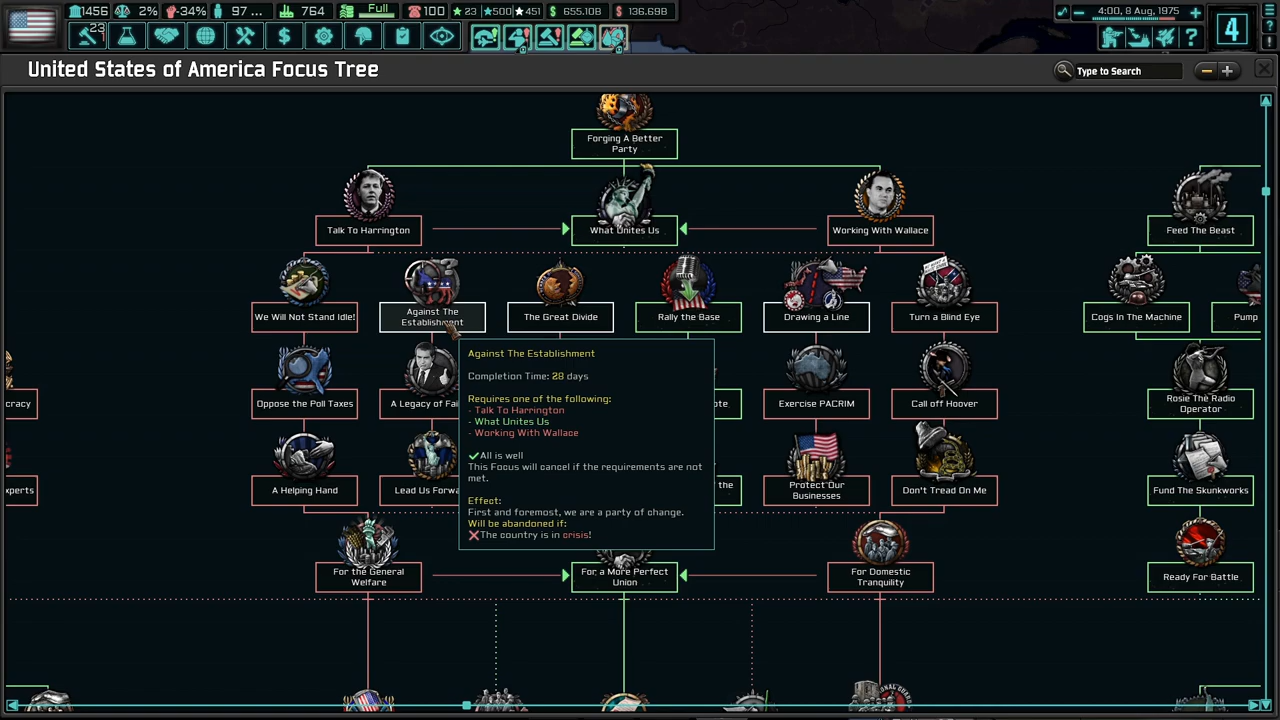 1456 2% -34% 97 ... 764 Full 100 23 500 451 $ 655.10B $ 136.69B 4:00, 8 Aug, 1975
23
4
United States of America Focus Tree
Type to Search
Forging A Better
Party
Talk To Harrington
What Unites Us
Working With Wallace
Feed The Beast
We Will Not Stand Idle!
Against The
Establishment
The Great Divide
Rally the Base
Drawing a Line
Turn a Blind Eye
Cogs In The Machine
Pump
Against The Establishment
Completion Time: 28 days
Requires one of the following:
- Talk To Harrington
- What Unites Us
- Working With Wallace
All is well
This Focus will cancel if the requirements are not
met.
Effect:
First and foremost, we are a party of change.
Will be abandoned if:
The country is in crisis!
cracy
Oppose the Poll Taxes
A Legacy of Fai
ote
Exercise PACRIM
Call off Hoover
Rosie The Radio
Operator
xperts
A Helping Hand
Lead Us Forwa
the
Protect Our
Businesses
Don't Tread On Me
Fund The Skunkworks
For the General
Welfare
For a More Perfect
Union
For Domestic
Tranquility
Ready For Battle